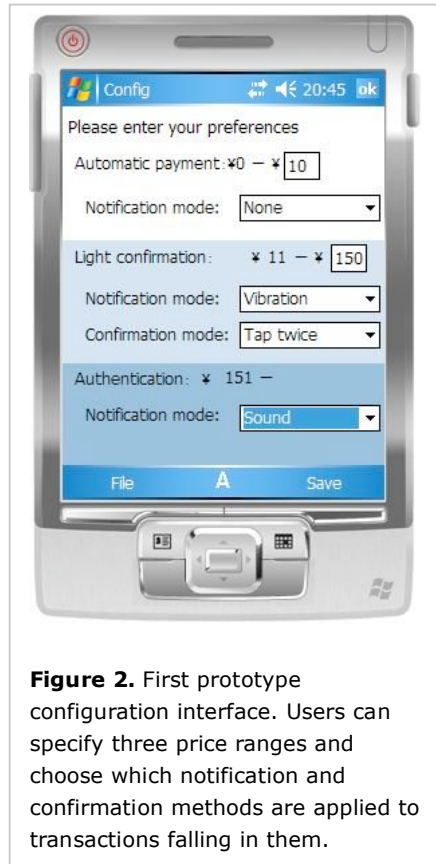 Config 20:45 ok
Please enter your preferences
Automatic payment: ¥0 — ¥ 10
Notification mode: None
Light confirmation: ¥ 11 — ¥ 150
Notification mode: Vibration
Confirmation mode: Tap twice
Authentication: ¥ 151 —
Notification mode: Sound
File A Save
Figure 2. First prototype
configuration interface. Users can
specify three price ranges and
choose which notification and
confirmation methods are applied to
transactions falling in them.